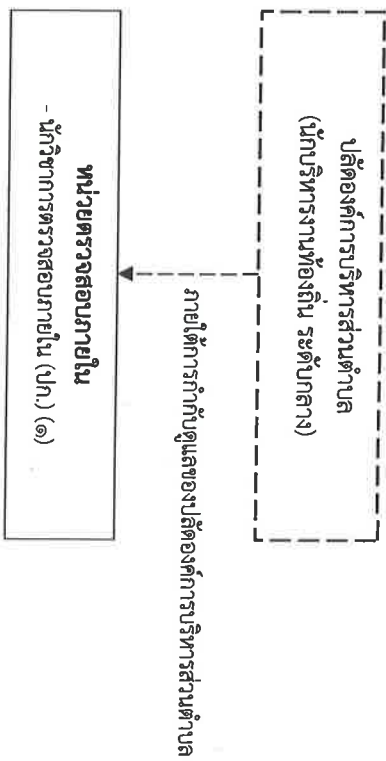 ปลัดองค์การบริหารส่วนตำบล
(นักบริหารงานท้องถิ่น ระดับกลาง)
ภายใต้การกำกับดูแลของปลัดองค์การบริหารส่วนตำบล
หน่วยตรวจสอบภายใน
- นักวิชาการตรวจสอบภายใน (ปก.) (๑)